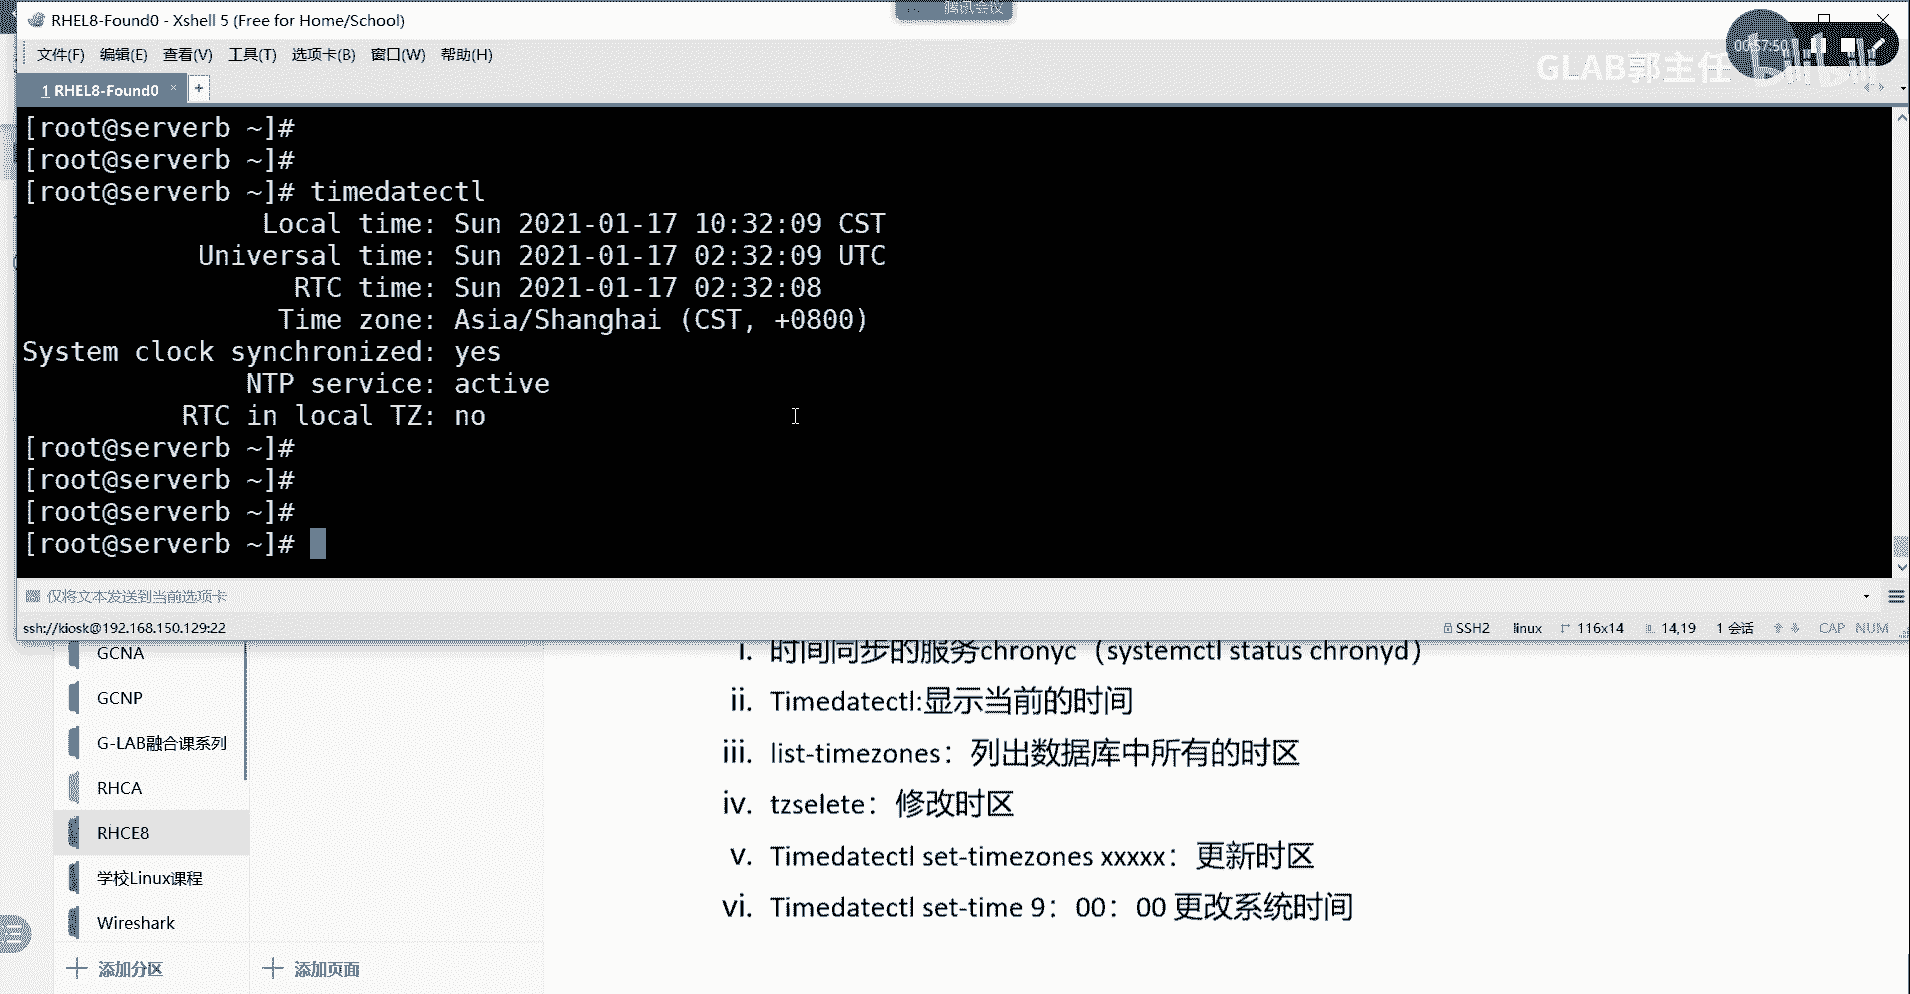 腾讯会议
RHEL8-Found0 - Xshell 5 (Free for Home/School)
00:57:50
文件(F) 编辑(E) 查看(V) 工具(T) 选项卡(B) 窗口(W) 帮助(H)
GLAB郭主任 bilibili
1 RHEL8-Found0 × +
[root@serverb ~]#
[root@serverb ~]#
[root@serverb ~]# timedatectl
Local time: Sun 2021-01-17 10:32:09 CST
Universal time: Sun 2021-01-17 02:32:09 UTC
RTC time: Sun 2021-01-17 02:32:08
Time zone: Asia/Shanghai (CST, +0800)
System clock synchronized: yes
NTP service: active
RTC in local TZ: no
[root@serverb ~]#
[root@serverb ~]#
[root@serverb ~]#
[root@serverb ~]#
仅将文本发送到当前选项卡
ssh://kiosk@192.168.150.129:22 SSH2 linux 116x14 14,19 1 会话 CAP NUM
GCNA
GCNP
G-LAB融合课系列
RHCA
RHCE8
学校Linux课程
Wireshark
添加分区
添加页面
i. 时间同步的服务chronyc（systemctl status chronyd）
ii. Timedatectl:显示当前的时间
iii. list-timezones：列出数据库中所有的时区
iv. tzselete：修改时区
v. Timedatectl set-timezones xxxxx：更新时区
vi. Timedatectl set-time 9：00：00 更改系统时间